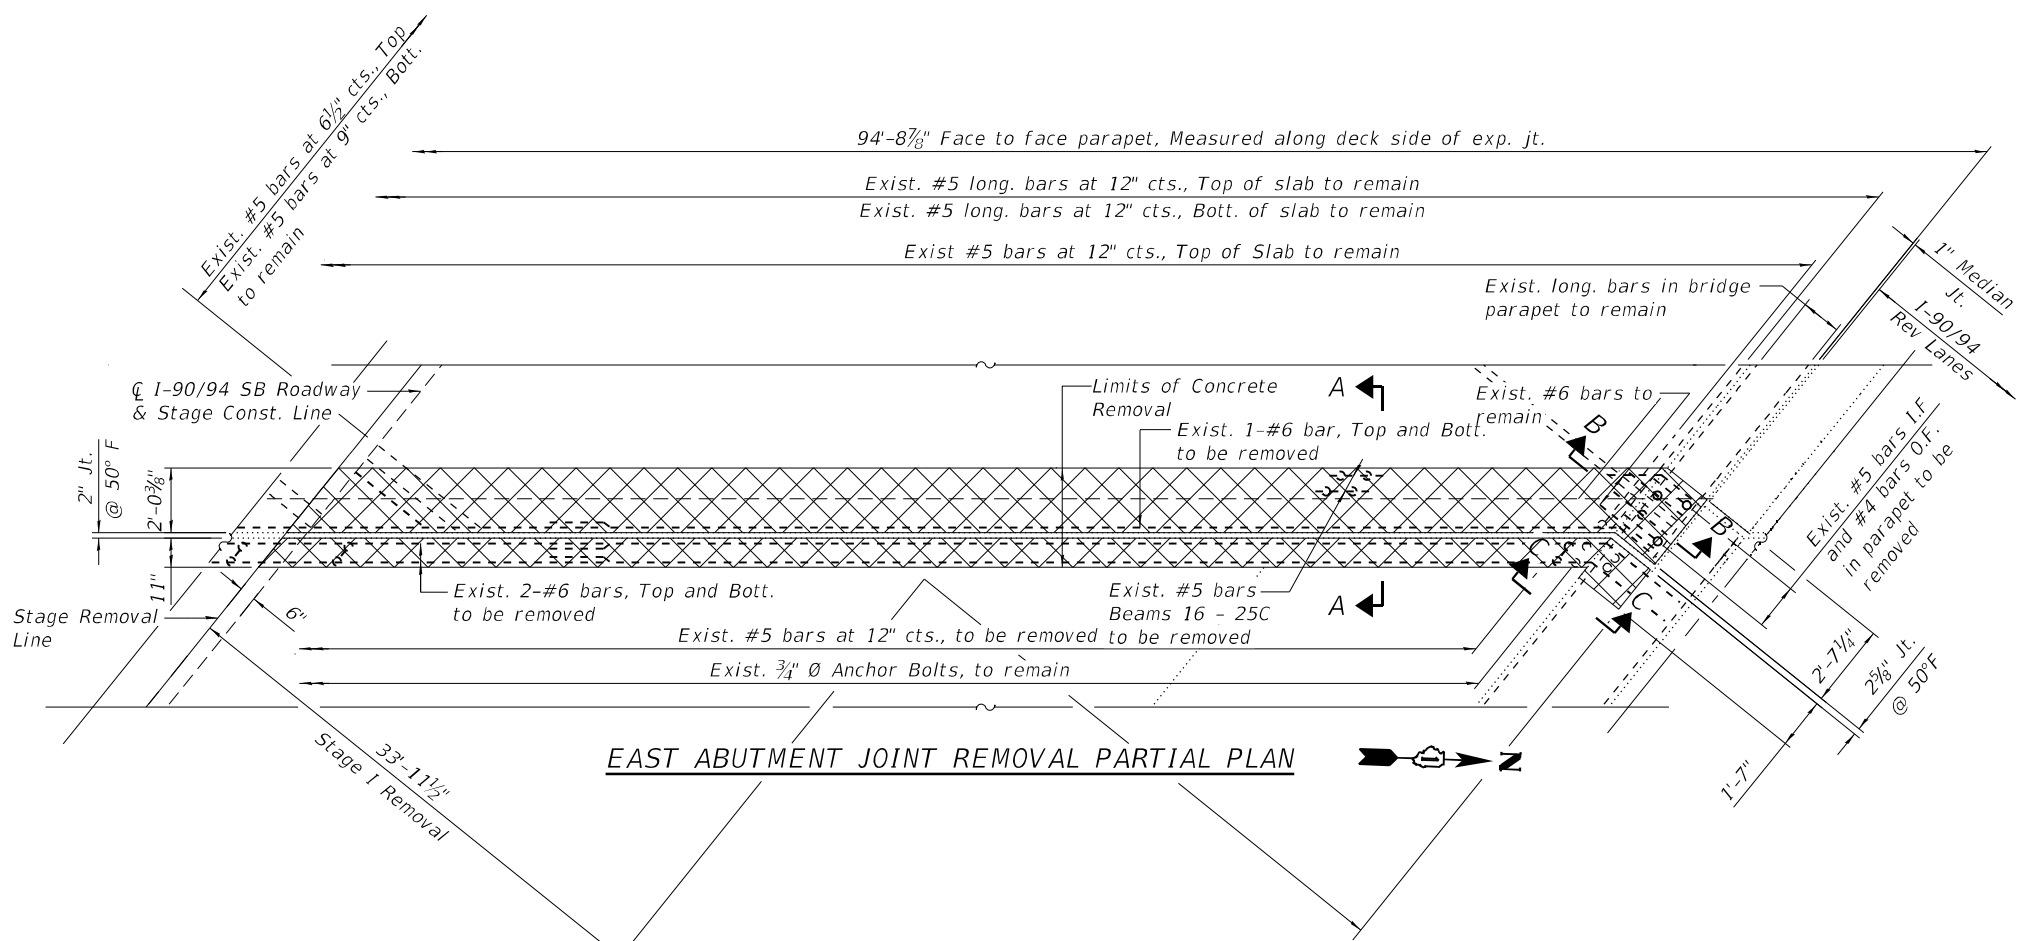 Exist. #5 bars at 6½" cts., Top
Exist. #5 bars at 9" cts., Bott.
to remain
94'-8⅞" Face to face parapet, Measured along deck side of exp. jt.
Exist. #5 long. bars at 12" cts., Top of slab to remain
Exist. #5 long. bars at 12" cts., Bott. of slab to remain
Exist #5 bars at 12" cts., Top of Slab to remain
Exist. long. bars in bridge
parapet to remain
1" Median
Jt.
I-90/94
Rev Lanes
℄ I-90/94 SB Roadway
& Stage Const. Line
Limits of Concrete
Removal
A
Exist. #6 bars to
remain
B
Exist. 1-#6 bar, Top and Bott.
to be removed
Exist. #5 bars I.F
and #4 bars O.F.
in parapet to be
removed
2" Jt.
@ 50° F
2'-0⅜"
11"
B
C
C
Stage Removal
Line
6"
Exist. 2-#6 bars, Top and Bott.
to be removed
Exist. #5 bars
Beams 16 - 25C
to be removed
A
Exist. #5 bars at 12" cts., to be removed
Exist. ¾" Ø Anchor Bolts, to remain
2'-7¼"
2⅝" Jt.
@ 50°F
1'-7"
33'-11½"
Stage I Removal
EAST ABUTMENT JOINT REMOVAL PARTIAL PLAN
1
N